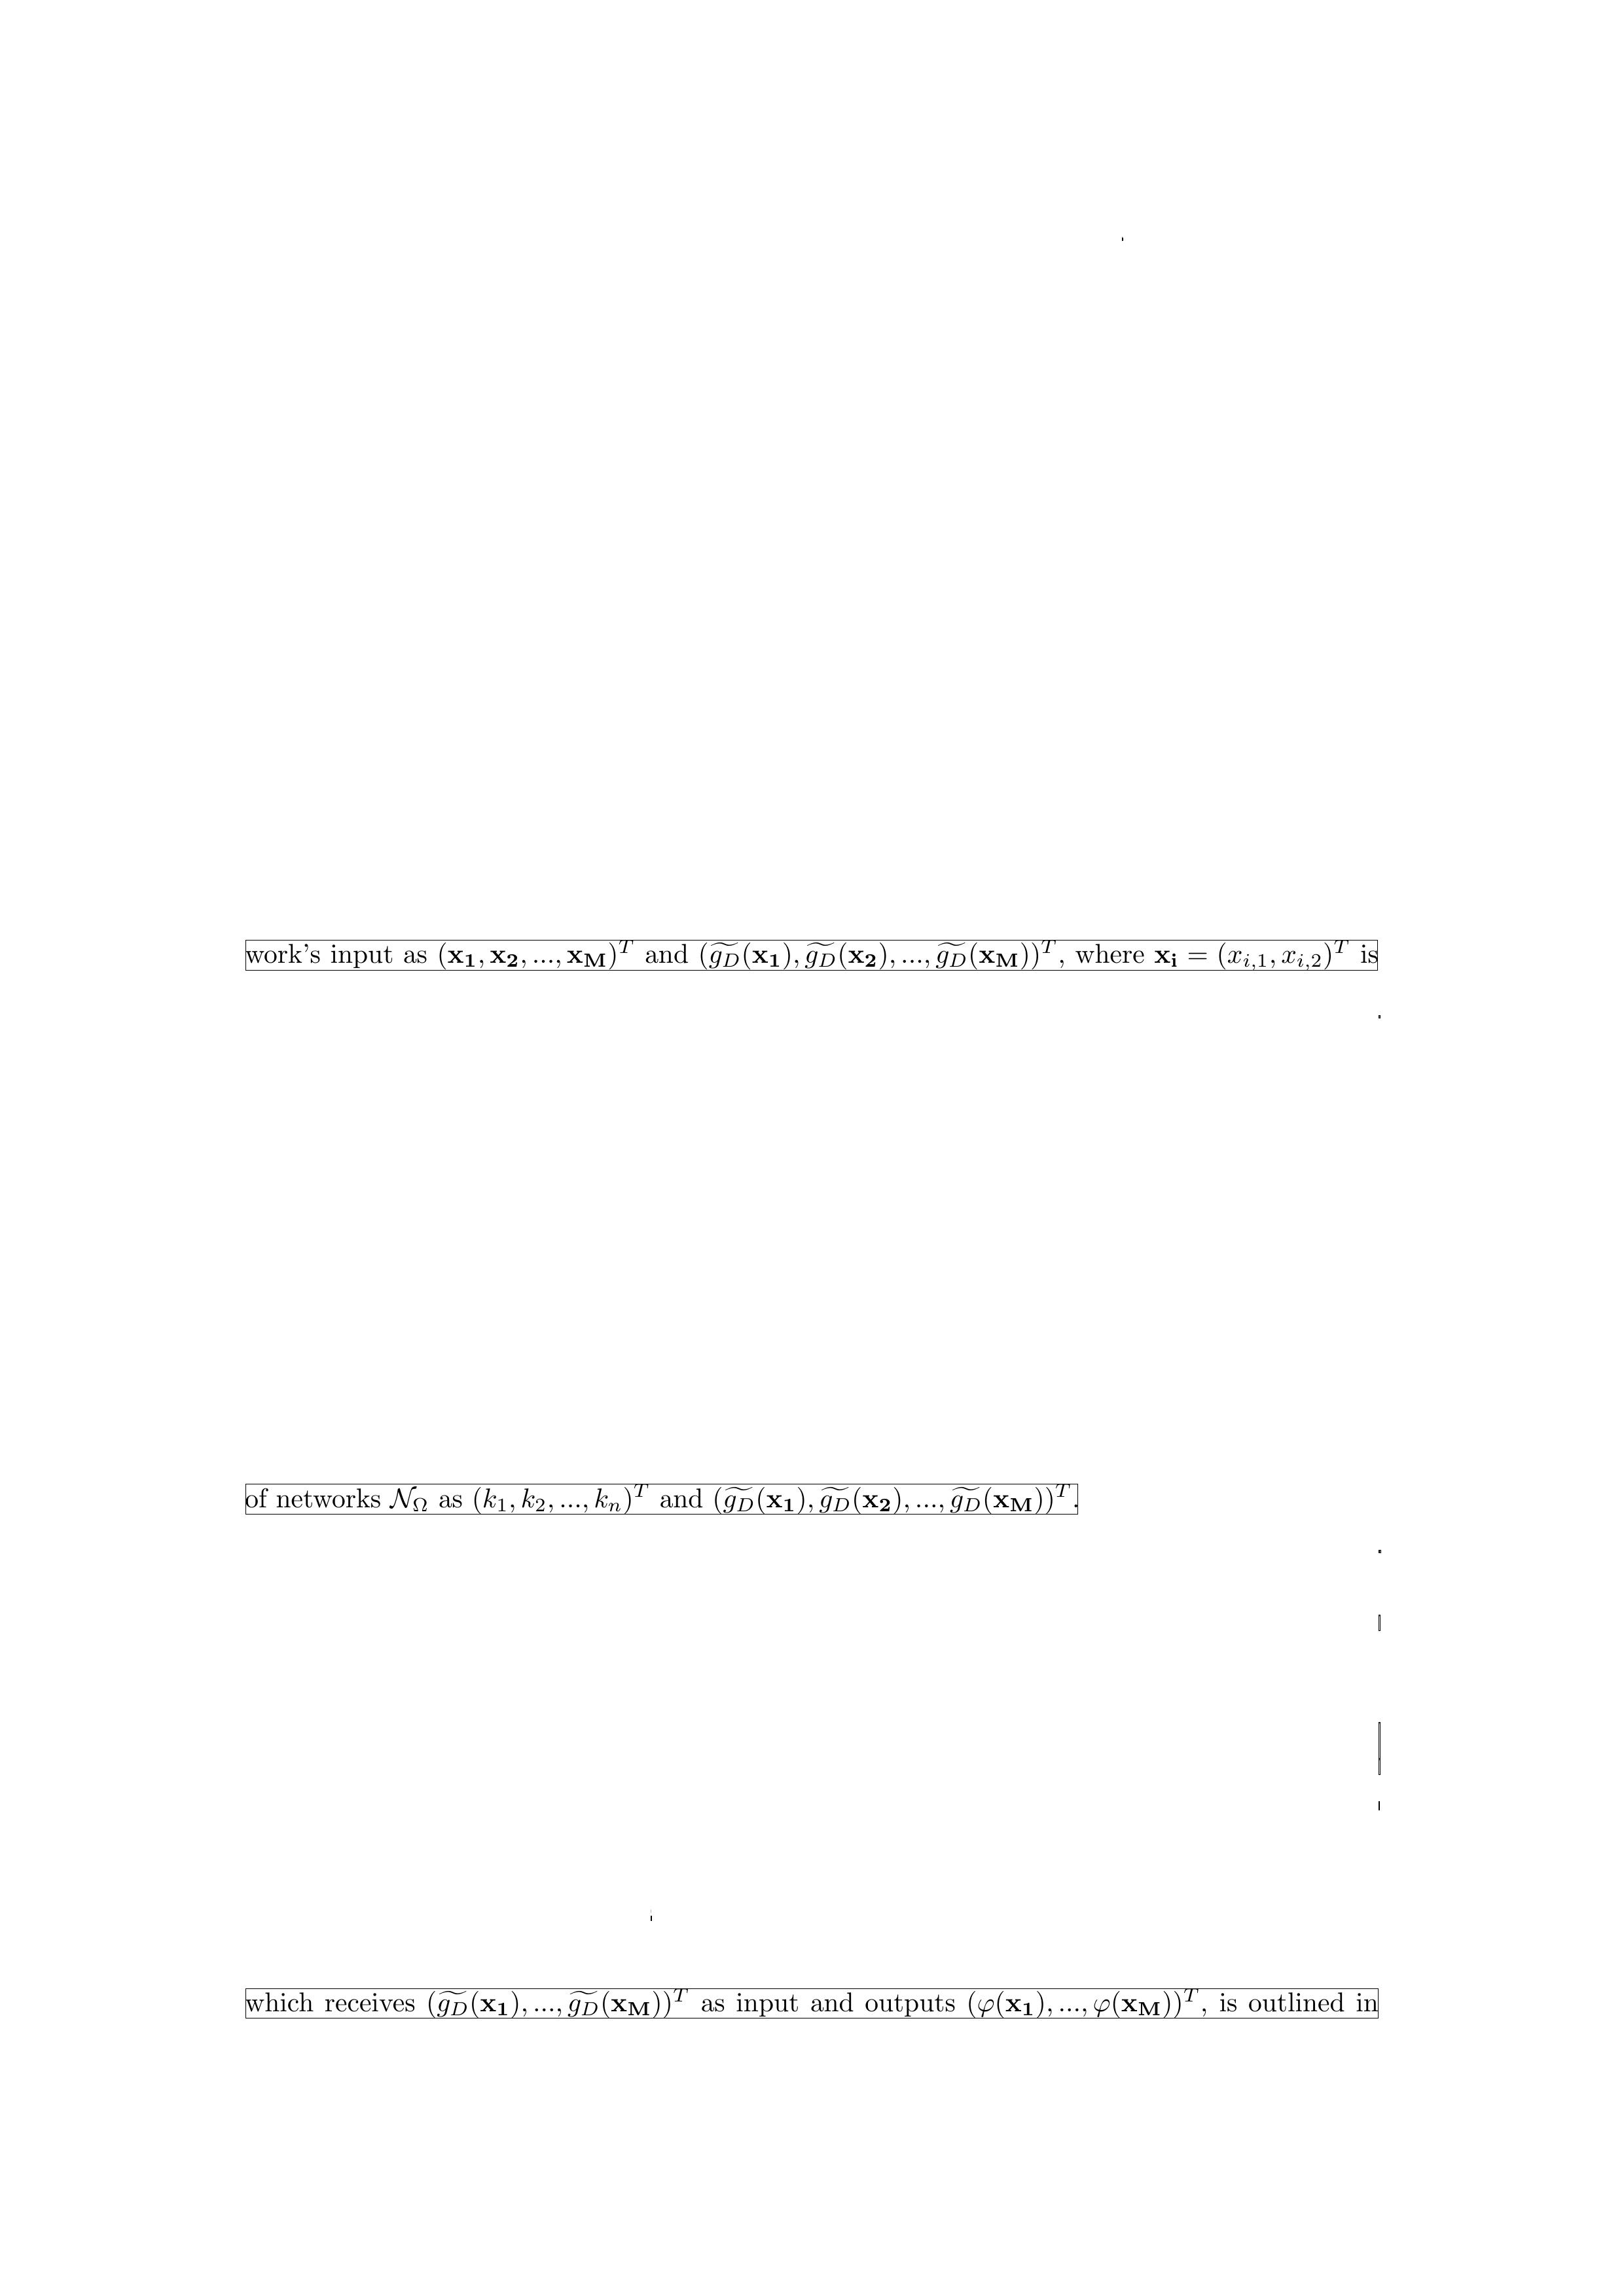 work's input as $(\mathbf{x_1}, \mathbf{x_2}, ..., \mathbf{x_M})^T$ and $(\widetilde{g_D}(\mathbf{x_1}), \widetilde{g_D}(\mathbf{x_2}), ..., \widetilde{g_D}(\mathbf{x_M}))^T$, where $\mathbf{x_i} = (x_{i,1}, x_{i,2})^T$ is
of networks $\mathcal{N}_\Omega$ as $(k_1, k_2, ..., k_n)^T$ and $(\widetilde{g_D}(\mathbf{x_1}), \widetilde{g_D}(\mathbf{x_2}), ..., \widetilde{g_D}(\mathbf{x_M}))^T$.
which receives $(\widetilde{g_D}(\mathbf{x_1}), ..., \widetilde{g_D}(\mathbf{x_M}))^T$ as input and outputs $(\varphi(\mathbf{x_1}), ..., \varphi(\mathbf{x_M}))^T$, is outlined in